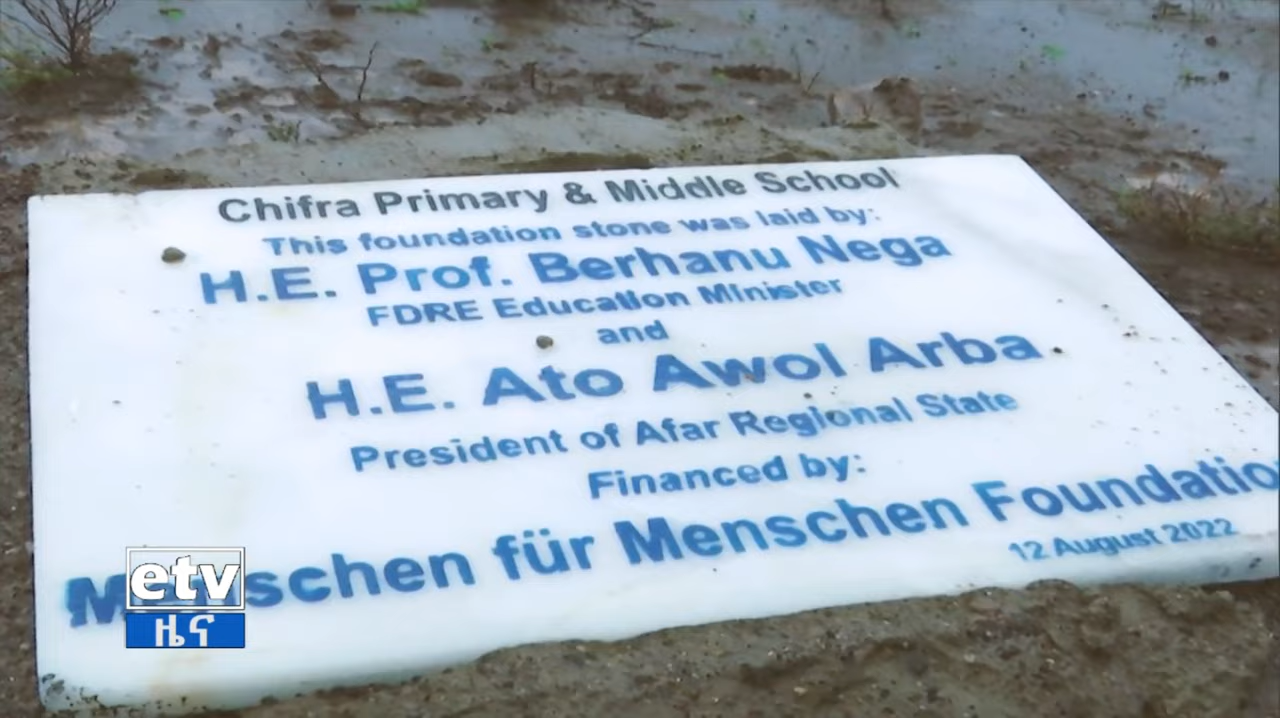 Chifra Primary & Middle School
This foundation stone was laid by:
H.E. Prof. Berhanu Nega
FDRE Education Minister
and
H.E. Ato Awol Arba
President of Afar Regional State
Financed by:
Menschen für Menschen Foundation
12 August 2022
etv
ዜና